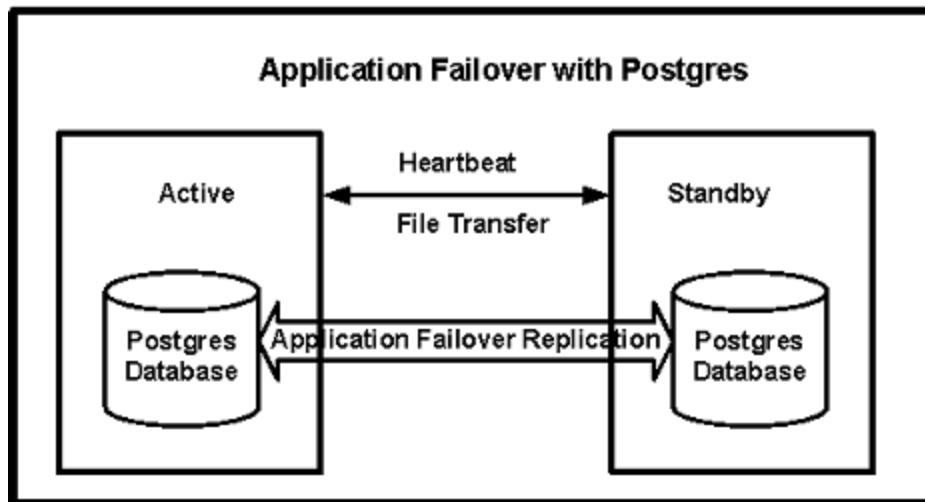 Application Failover with Postgres
Heartbeat
Active
Standby
File Transfer
Application Failover Replication
Postgres
Database
Postgres
Database